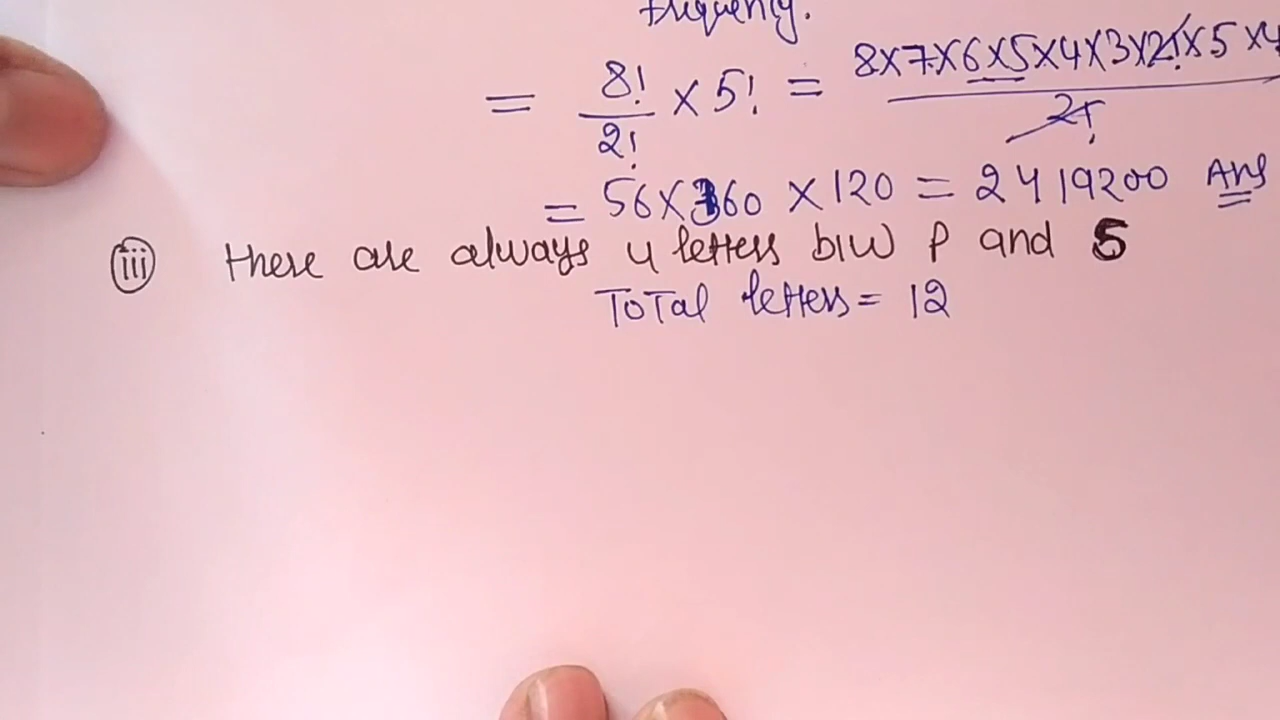 frequency.
= 8!/2! × 5! = 8×7×6×5×4×3×2!×5×4 / 2!
= 56×360 × 120 = 2419200 Ans
(iii) there are always 4 letters b/w P and S
Total letters = 12